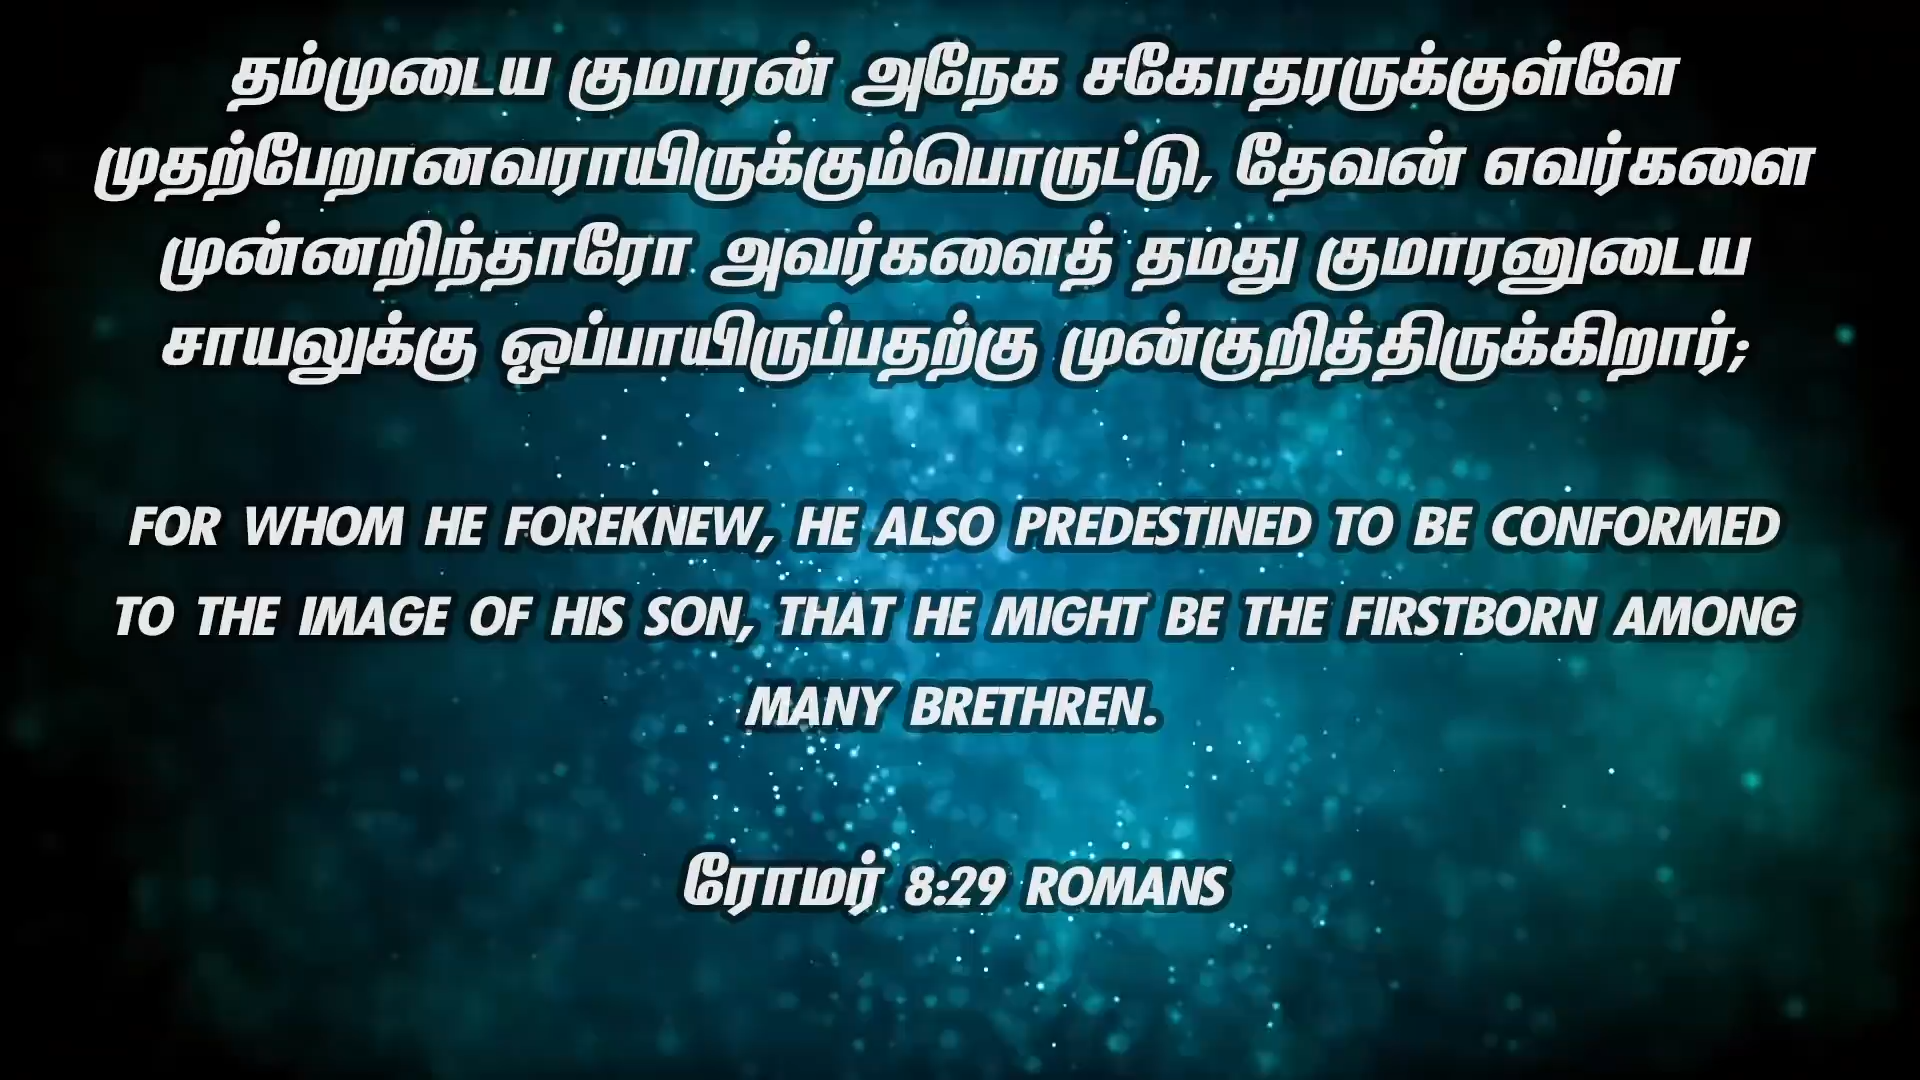 தம்முடைய குமாரன் அநேக சகோதரருக்குள்ளே
முதற்பேறானவராயிருக்கும்பொருட்டு, தேவன் எவர்களை
முன்னறிந்தாரோ அவர்களைத் தமது குமாரனுடைய
சாயலுக்கு ஒப்பாயிருப்பதற்கு முன்குறித்திருக்கிறார்;
FOR WHOM HE FOREKNEW, HE ALSO PREDESTINED TO BE CONFORMED
TO THE IMAGE OF HIS SON, THAT HE MIGHT BE THE FIRSTBORN AMONG
MANY BRETHREN.
ரோமர் 8:29 ROMANS